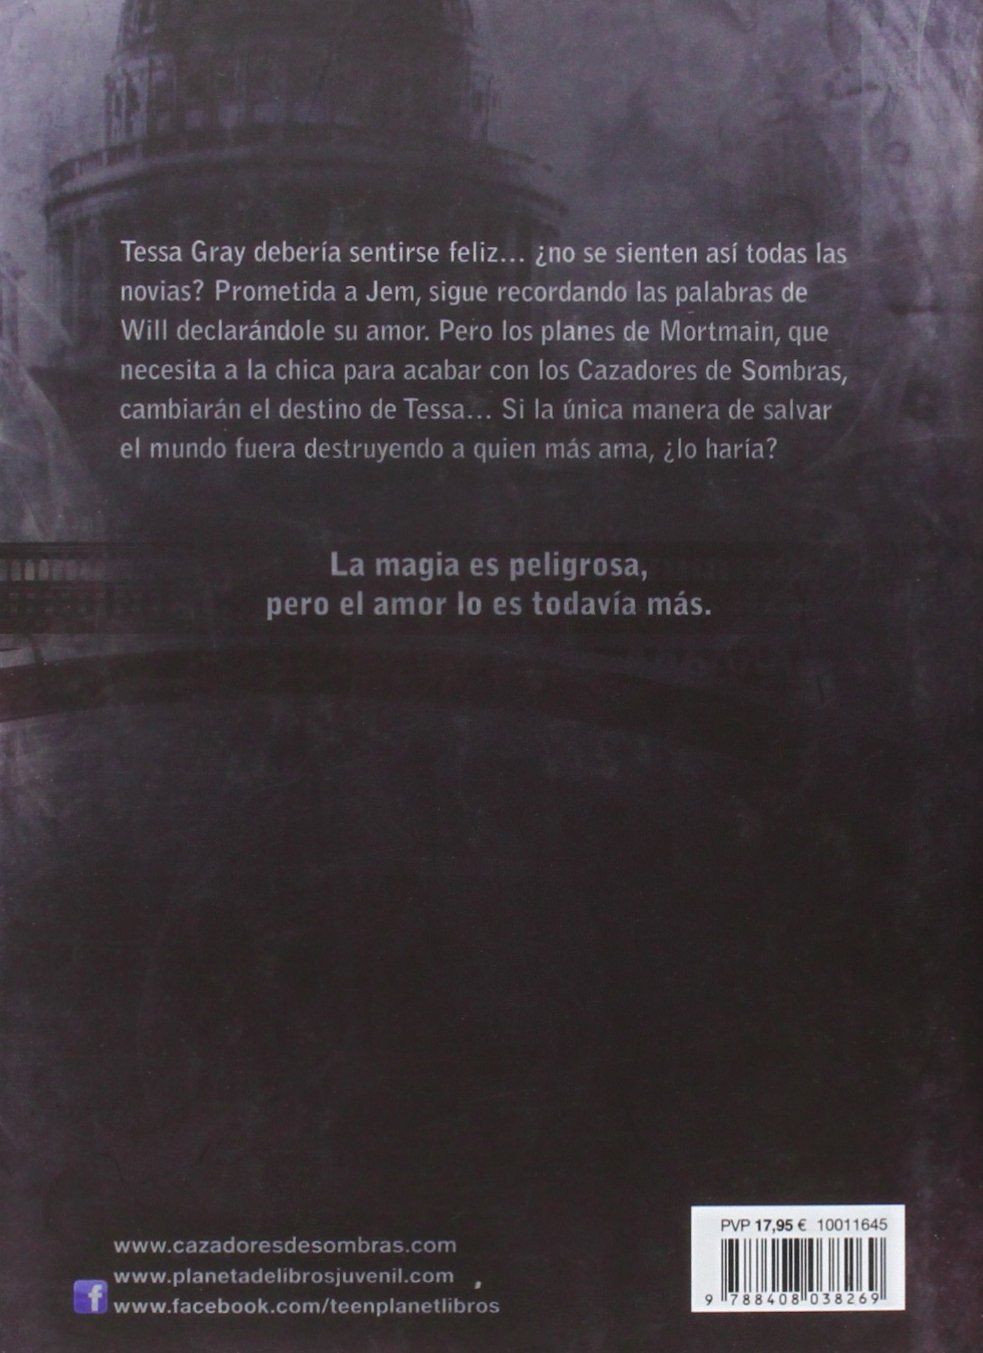 Tessa Gray debería sentirse feliz... ¿no se sienten así todas las
novias? Prometida a Jem, sigue recordando las palabras de
Will declarándole su amor. Pero los planes de Mortmain, que
necesita a la chica para acabar con los Cazadores de Sombras,
cambiarán el destino de Tessa... Si la única manera de salvar
el mundo fuera destruyendo a quien más ama, ¿lo haría?
La magia es peligrosa,
pero el amor lo es todavía más.
www.cazadoresdesombras.com
www.planetadelibrosjuvenil.com
f www.facebook.com/teenplanetlibros
PVP 17,95 € 10011645
9 788408 038269